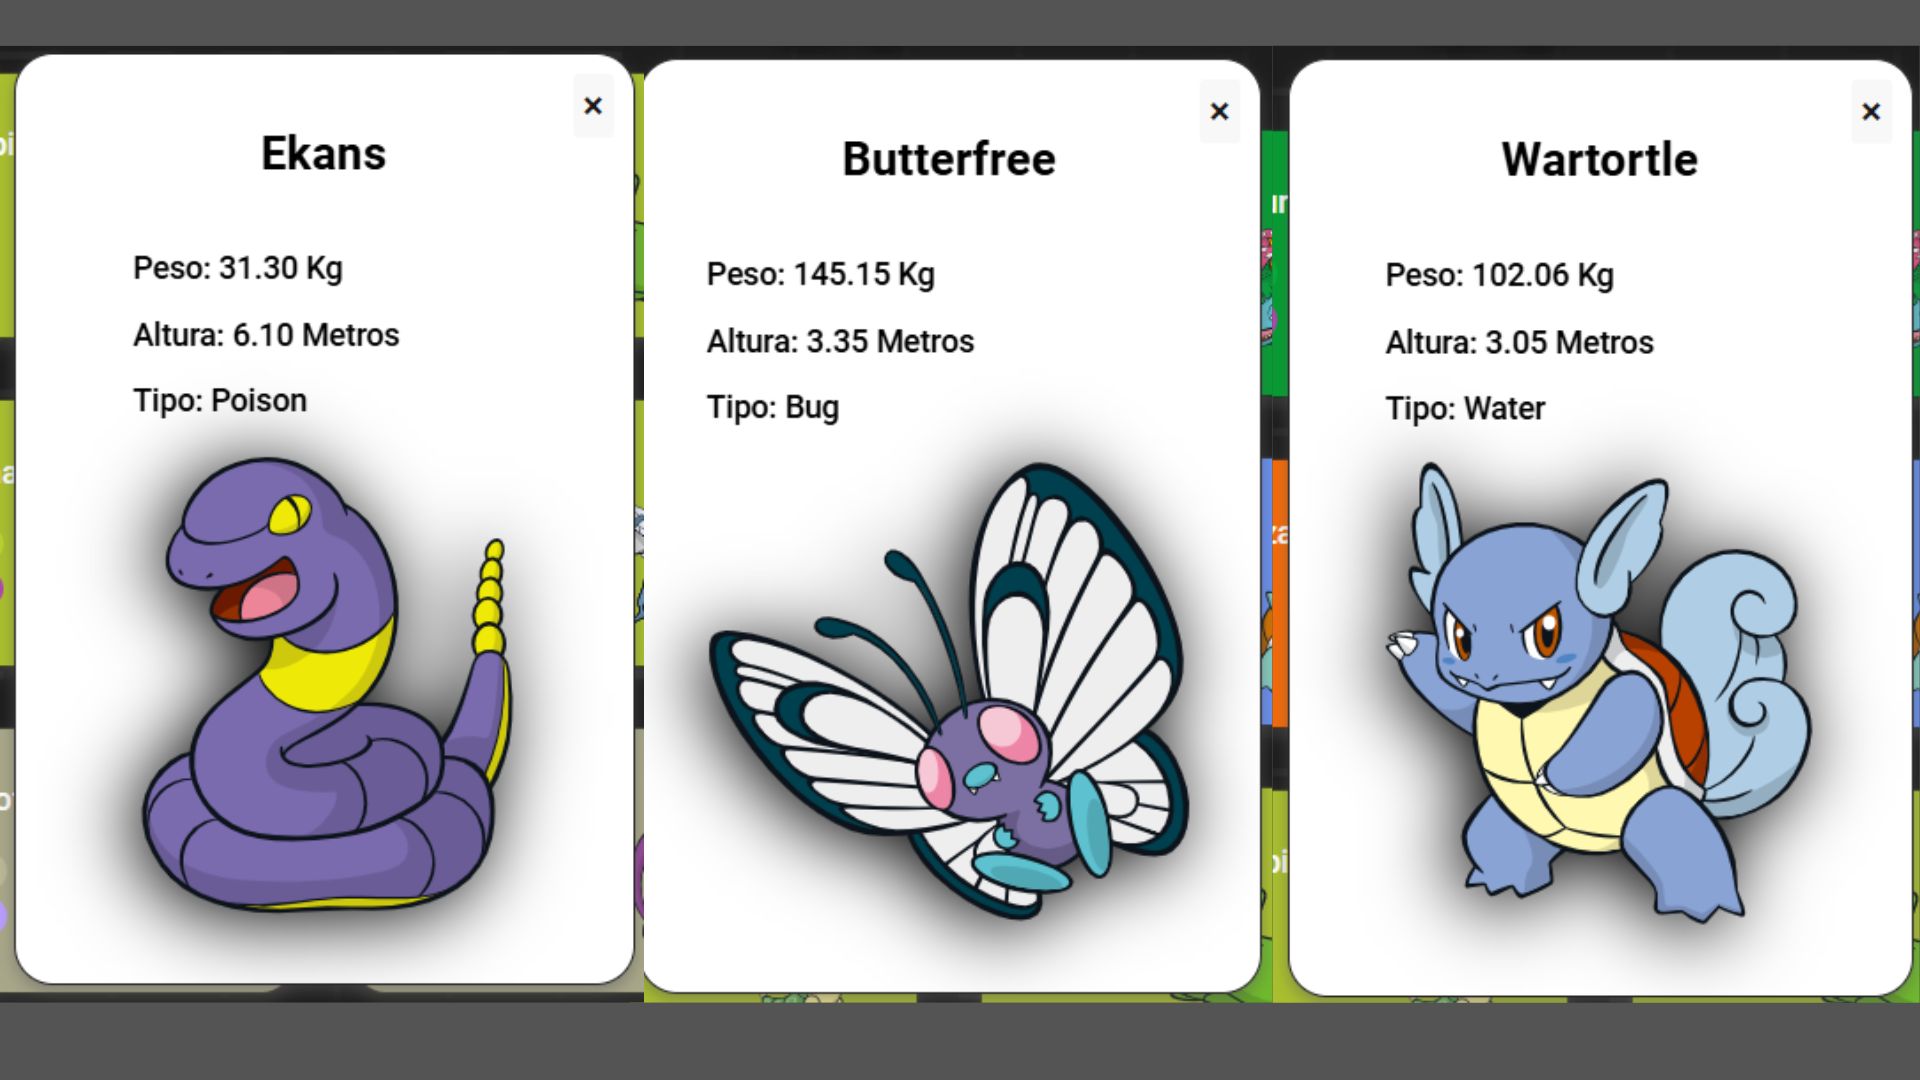 Ekans
×
Peso: 31.30 Kg
Altura: 6.10 Metros
Tipo: Poison
Butterfree
×
Peso: 145.15 Kg
Altura: 3.35 Metros
Tipo: Bug
Wartortle
×
Peso: 102.06 Kg
Altura: 3.05 Metros
Tipo: Water